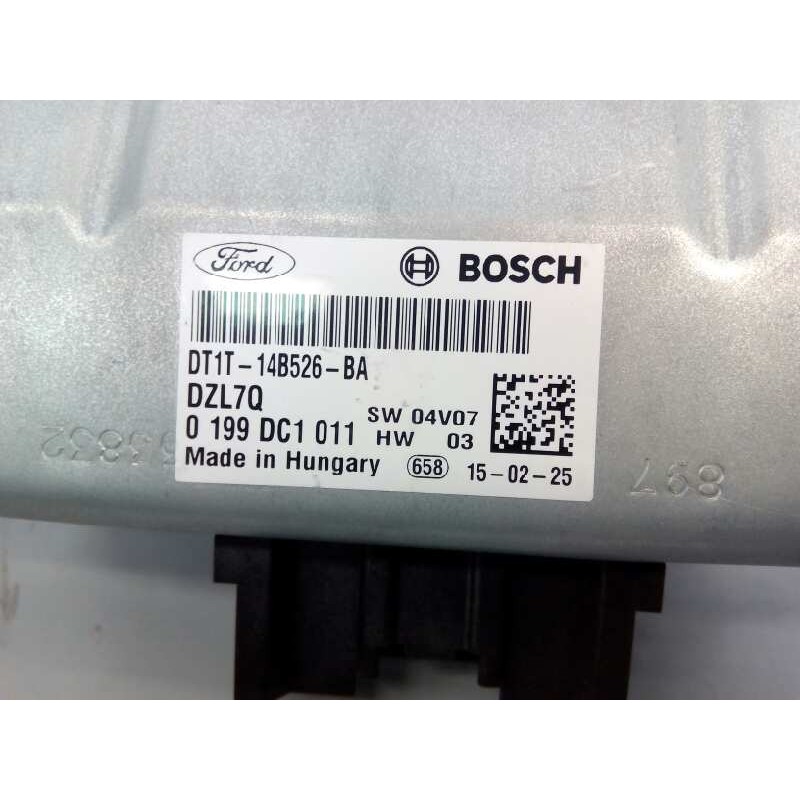 Ford BOSCH
DT1T-14B526-BA
DZL7Q
SW 04V07
0 199 DC1 011 HW 03
Made in Hungary 658 15-02-25
897